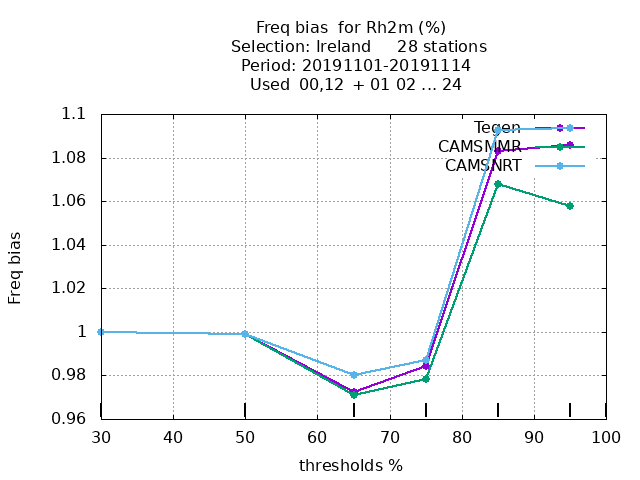 Freq bias for Rh2m (%)
Selection: Ireland 28 stations
Period: 20191101-20191114
Used 00,12 + 01 02 ... 24
Tegen
CAMSMMR
CAMSNRT
Freq bias
1.1
1.08
1.06
1.04
1.02
1
0.98
0.96
30 40 50 60 70 80 90 100
thresholds %